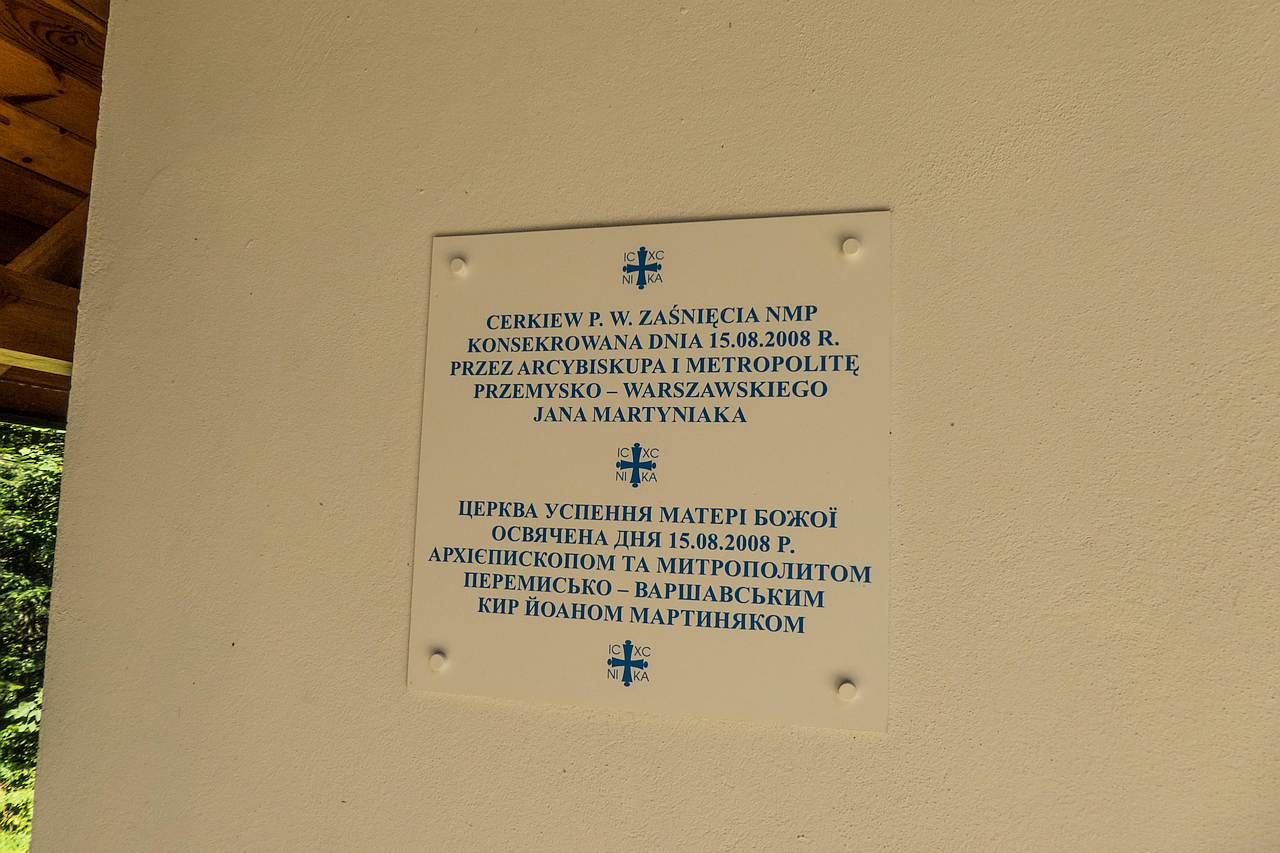 IC XC
NI KA
CERKIEW P. W. ZAŚNIĘCIA NMP
KONSEKROWANA DNIA 15.08.2008 R.
PRZEZ ARCYBISKUPA I METROPOLITĘ
PRZEMYSKO – WARSZAWSKIEGO
JANA MARTYNIAKA
IC XC
NI KA
ЦЕРКВА УСПЕННЯ МАТЕРІ БОЖОЇ
ОСВЯЧЕНА ДНЯ 15.08.2008 Р.
АРХІЄПИСКОПОМ ТА МИТРОПОЛИТОМ
ПЕРЕМИСЬКО – ВАРШАВСЬКИМ
КИР ЙОАНОМ МАРТИНЯКОМ
IC XC
NI KA